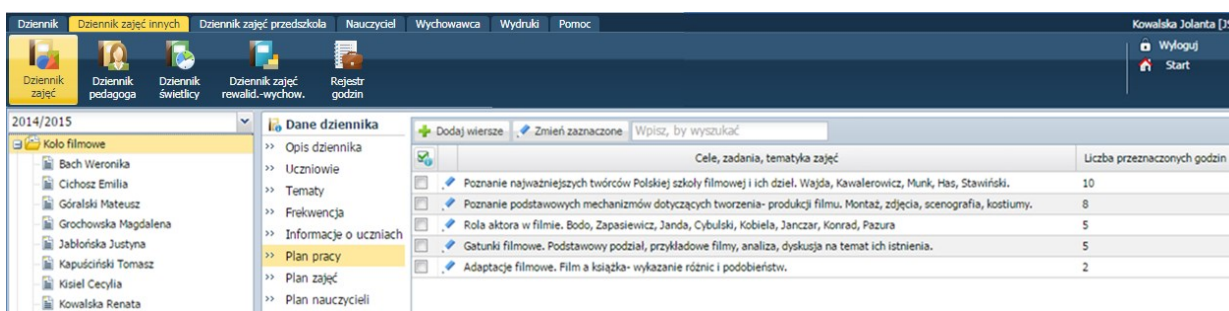 Dziennik Dziennik zajęć innych Dziennik zajęć przedszkola Nauczyciel Wychowawca Wydruki Pomoc Kowalska Jolanta [JS
Dziennik zajęć
Dziennik pedagoga
Dziennik świetlicy
Dziennik zajęć rewalid.-wychow.
Rejestr godzin
Wyloguj
Start
2014/2015
Koło filmowe
Bach Weronika
Cichosz Emilia
Góralski Mateusz
Grochowska Magdalena
Jabłońska Justyna
Kapuściński Tomasz
Kisiel Cecylia
Kowalska Renata
Dane dziennika
>> Opis dziennika
>> Uczniowie
>> Tematy
>> Frekwencja
>> Informacje o uczniach
>> Plan pracy
>> Plan zajęć
>> Plan nauczycieli
Dodaj wiersze Zmień zaznaczone Wpisz, by wyszukać
Cele, zadania, tematyka zajęć Liczba przeznaczonych godzin
Poznanie najważniejszych twórców Polskiej szkoły filmowej i ich dzieł. Wajda, Kawalerowicz, Munk, Has, Stawiński. 10
Poznanie podstawowych mechanizmów dotyczących tworzenia- produkcji filmu. Montaż, zdjęcia, scenografia, kostiumy. 8
Rola aktora w filmie. Bodo, Zapasiewicz, Janda, Cybulski, Kobiela, Janczar, Konrad, Pazura 5
Gatunki filmowe. Podstawowy podział, przykładowe filmy, analiza, dyskusja na temat ich istnienia. 5
Adaptacje filmowe. Film a książka- wykazanie różnic i podobieństw. 2